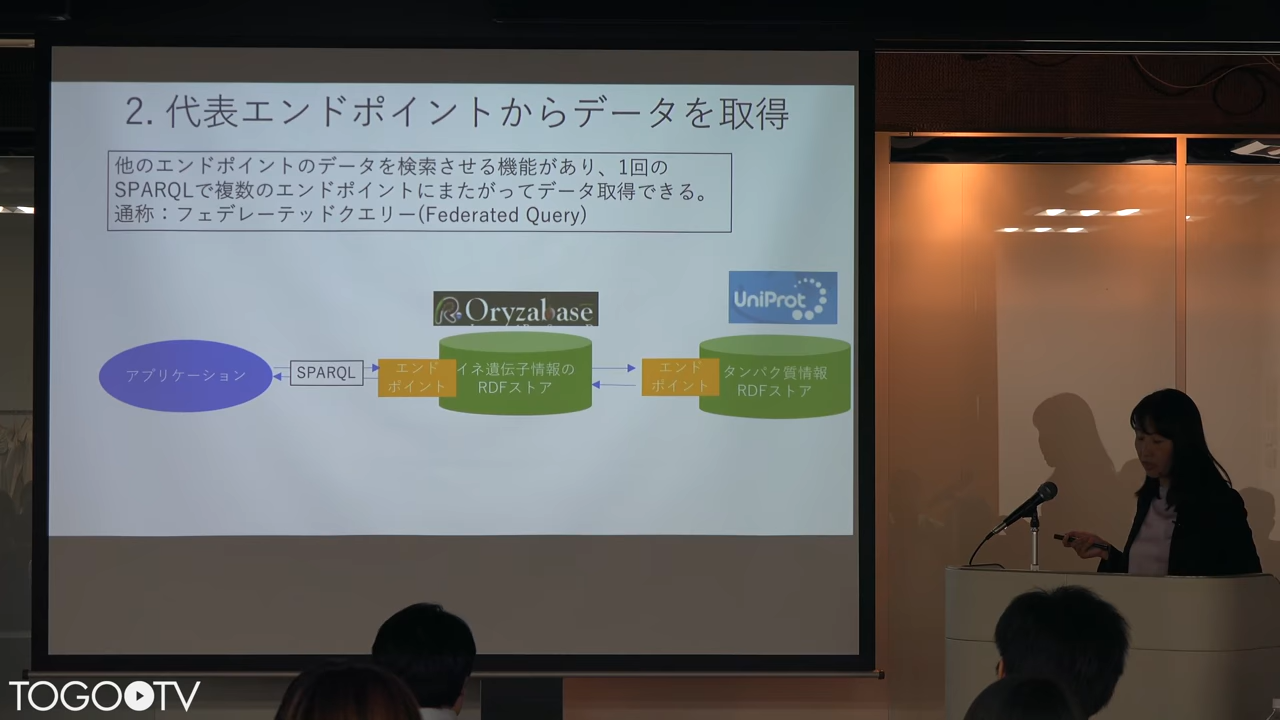 2. 代表エンドポイントからデータを取得
他のエンドポイントのデータを検索させる機能があり、1回の
SPARQLで複数のエンドポイントにまたがってデータ取得できる。
通称：フェデレーテッドクエリー(Federated Query)
Oryzabase
UniProt
アプリケーション
SPARQL
エンド
ポイント
イネ遺伝子情報の
RDFストア
エンド
ポイント
タンパク質情報
RDFストア
TOGOTV